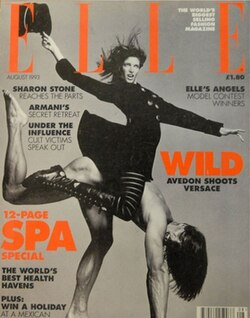 ELLE
THE WORLD'S
BIGGEST
SELLING
FASHION
MAGAZINE
AUGUST 1993
£1.80
SHARON STONE
REACHES THE PARTS
ARMANI'S
SECRET RETREAT
UNDER THE
INFLUENCE
CULT VICTIMS
SPEAK OUT
ELLE'S ANGELS
MODEL CONTEST
WINNERS
WILD
AVEDON SHOOTS
VERSACE
12-PAGE
SPA
SPECIAL
THE WORLD'S
BEST HEALTH
HAVENS
PLUS:
WIN A HOLIDAY
AT A MEXICAN